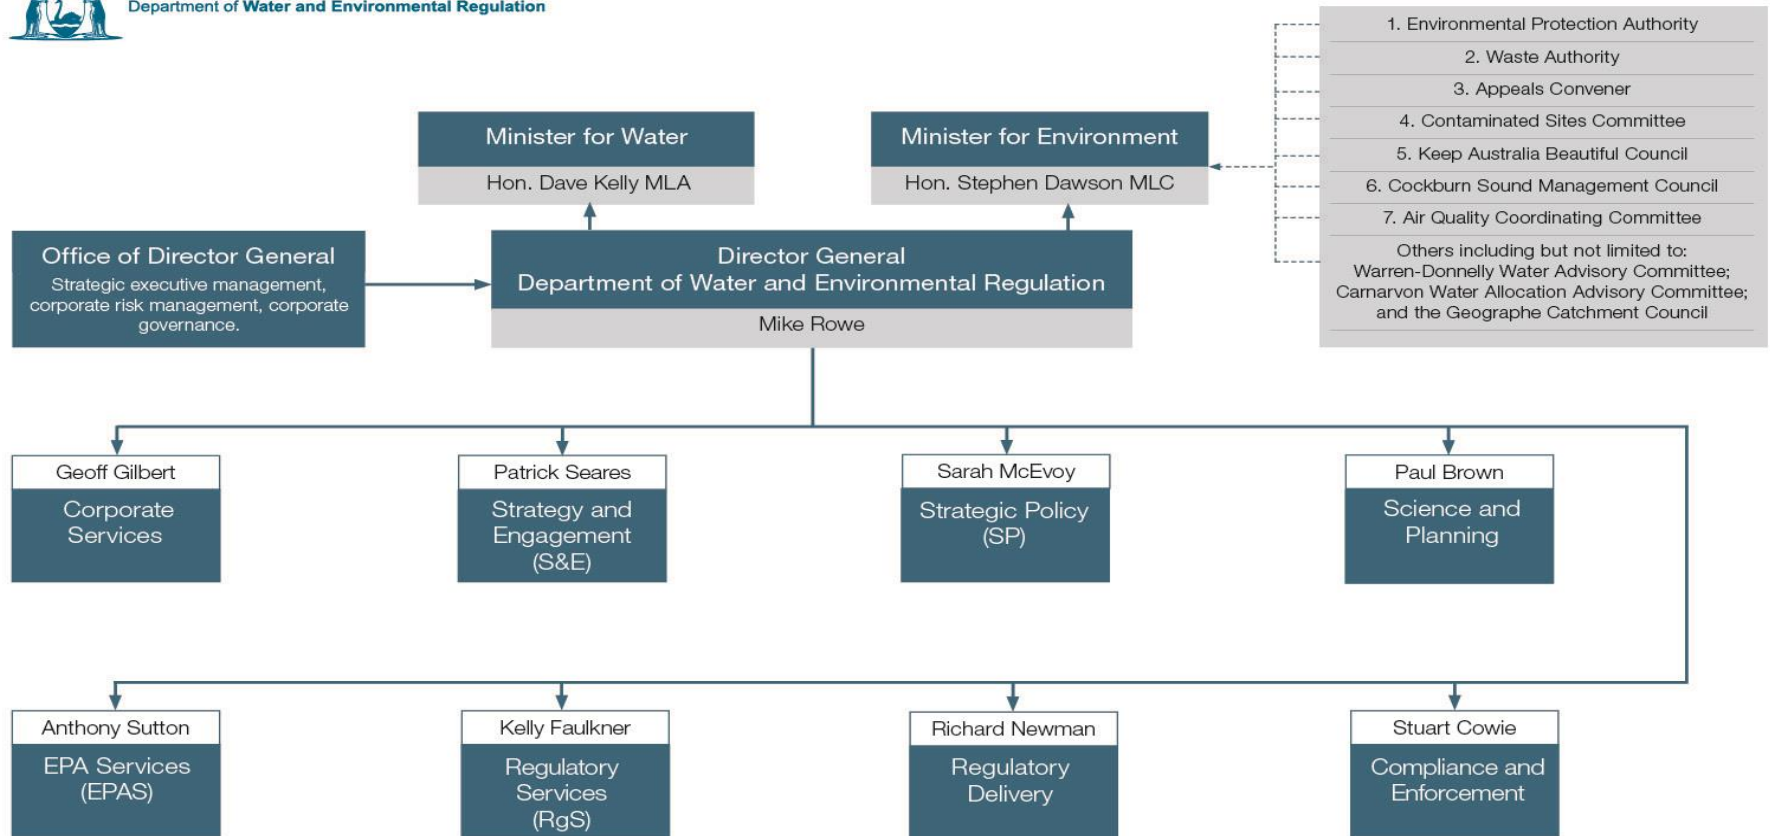 Department of Water and Environmental Regulation
1. Environmental Protection Authority
2. Waste Authority
3. Appeals Convener
4. Contaminated Sites Committee
5. Keep Australia Beautiful Council
6. Cockburn Sound Management Council
7. Air Quality Coordinating Committee
Others including but not limited to:
Warren-Donnelly Water Advisory Committee;
Carnarvon Water Allocation Advisory Committee;
and the Geographe Catchment Council
Minister for Water
Hon. Dave Kelly MLA
Minister for Environment
Hon. Stephen Dawson MLC
Office of Director General
Strategic executive management,
corporate risk management, corporate
governance.
Director General
Department of Water and Environmental Regulation
Mike Rowe
Geoff Gilbert
Corporate
Services
Patrick Seares
Strategy and
Engagement
(S&E)
Sarah McEvoy
Strategic Policy
(SP)
Paul Brown
Science and
Planning
Anthony Sutton
EPA Services
(EPAS)
Kelly Faulkner
Regulatory
Services
(RgS)
Richard Newman
Regulatory
Delivery
Stuart Cowie
Compliance and
Enforcement